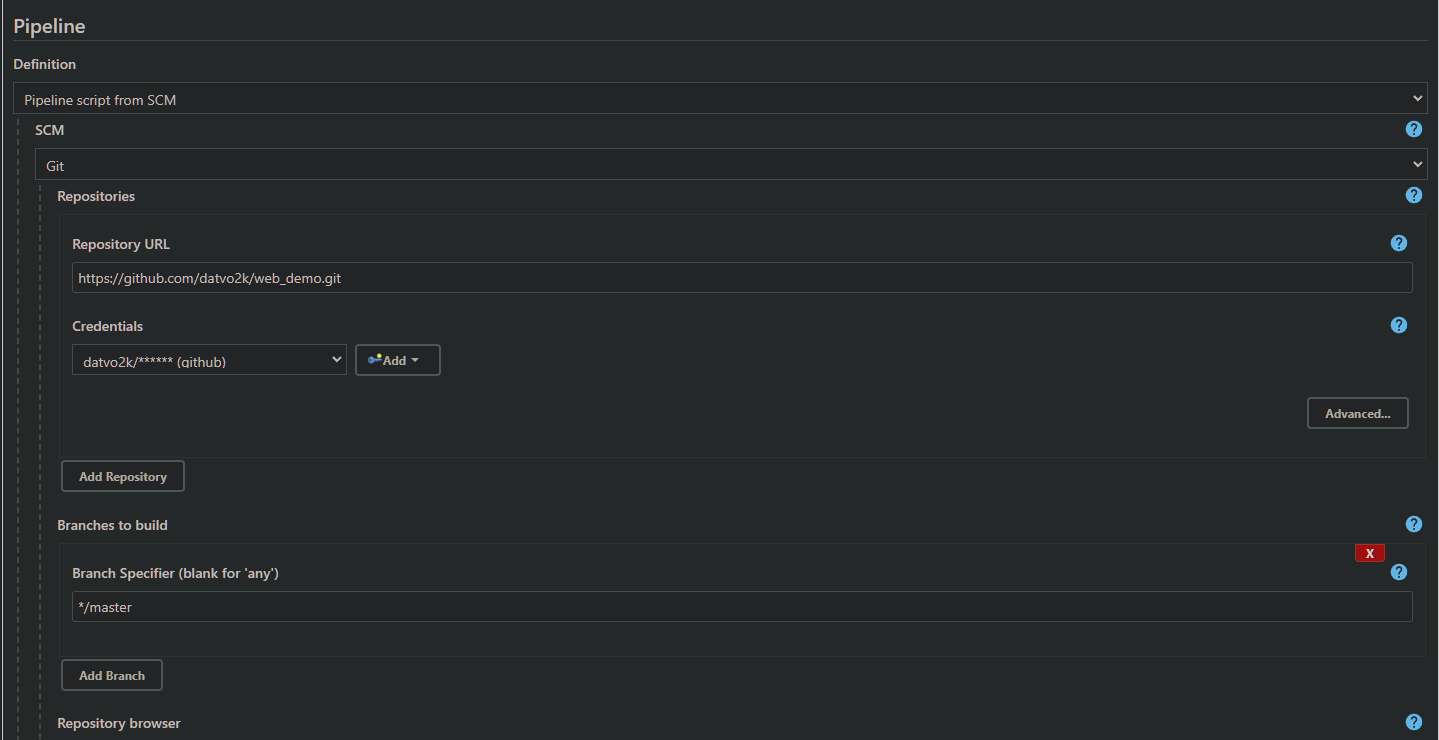 Pipeline
Definition
Pipeline script from SCM
SCM
?
Git
Repositories
?
Repository URL
?
https://github.com/datvo2k/web_demo.git
Credentials
?
datvo2k/****** (github)
Add
Advanced...
Add Repository
Branches to build
?
X
Branch Specifier (blank for 'any')
?
*/master
Add Branch
Repository browser
?